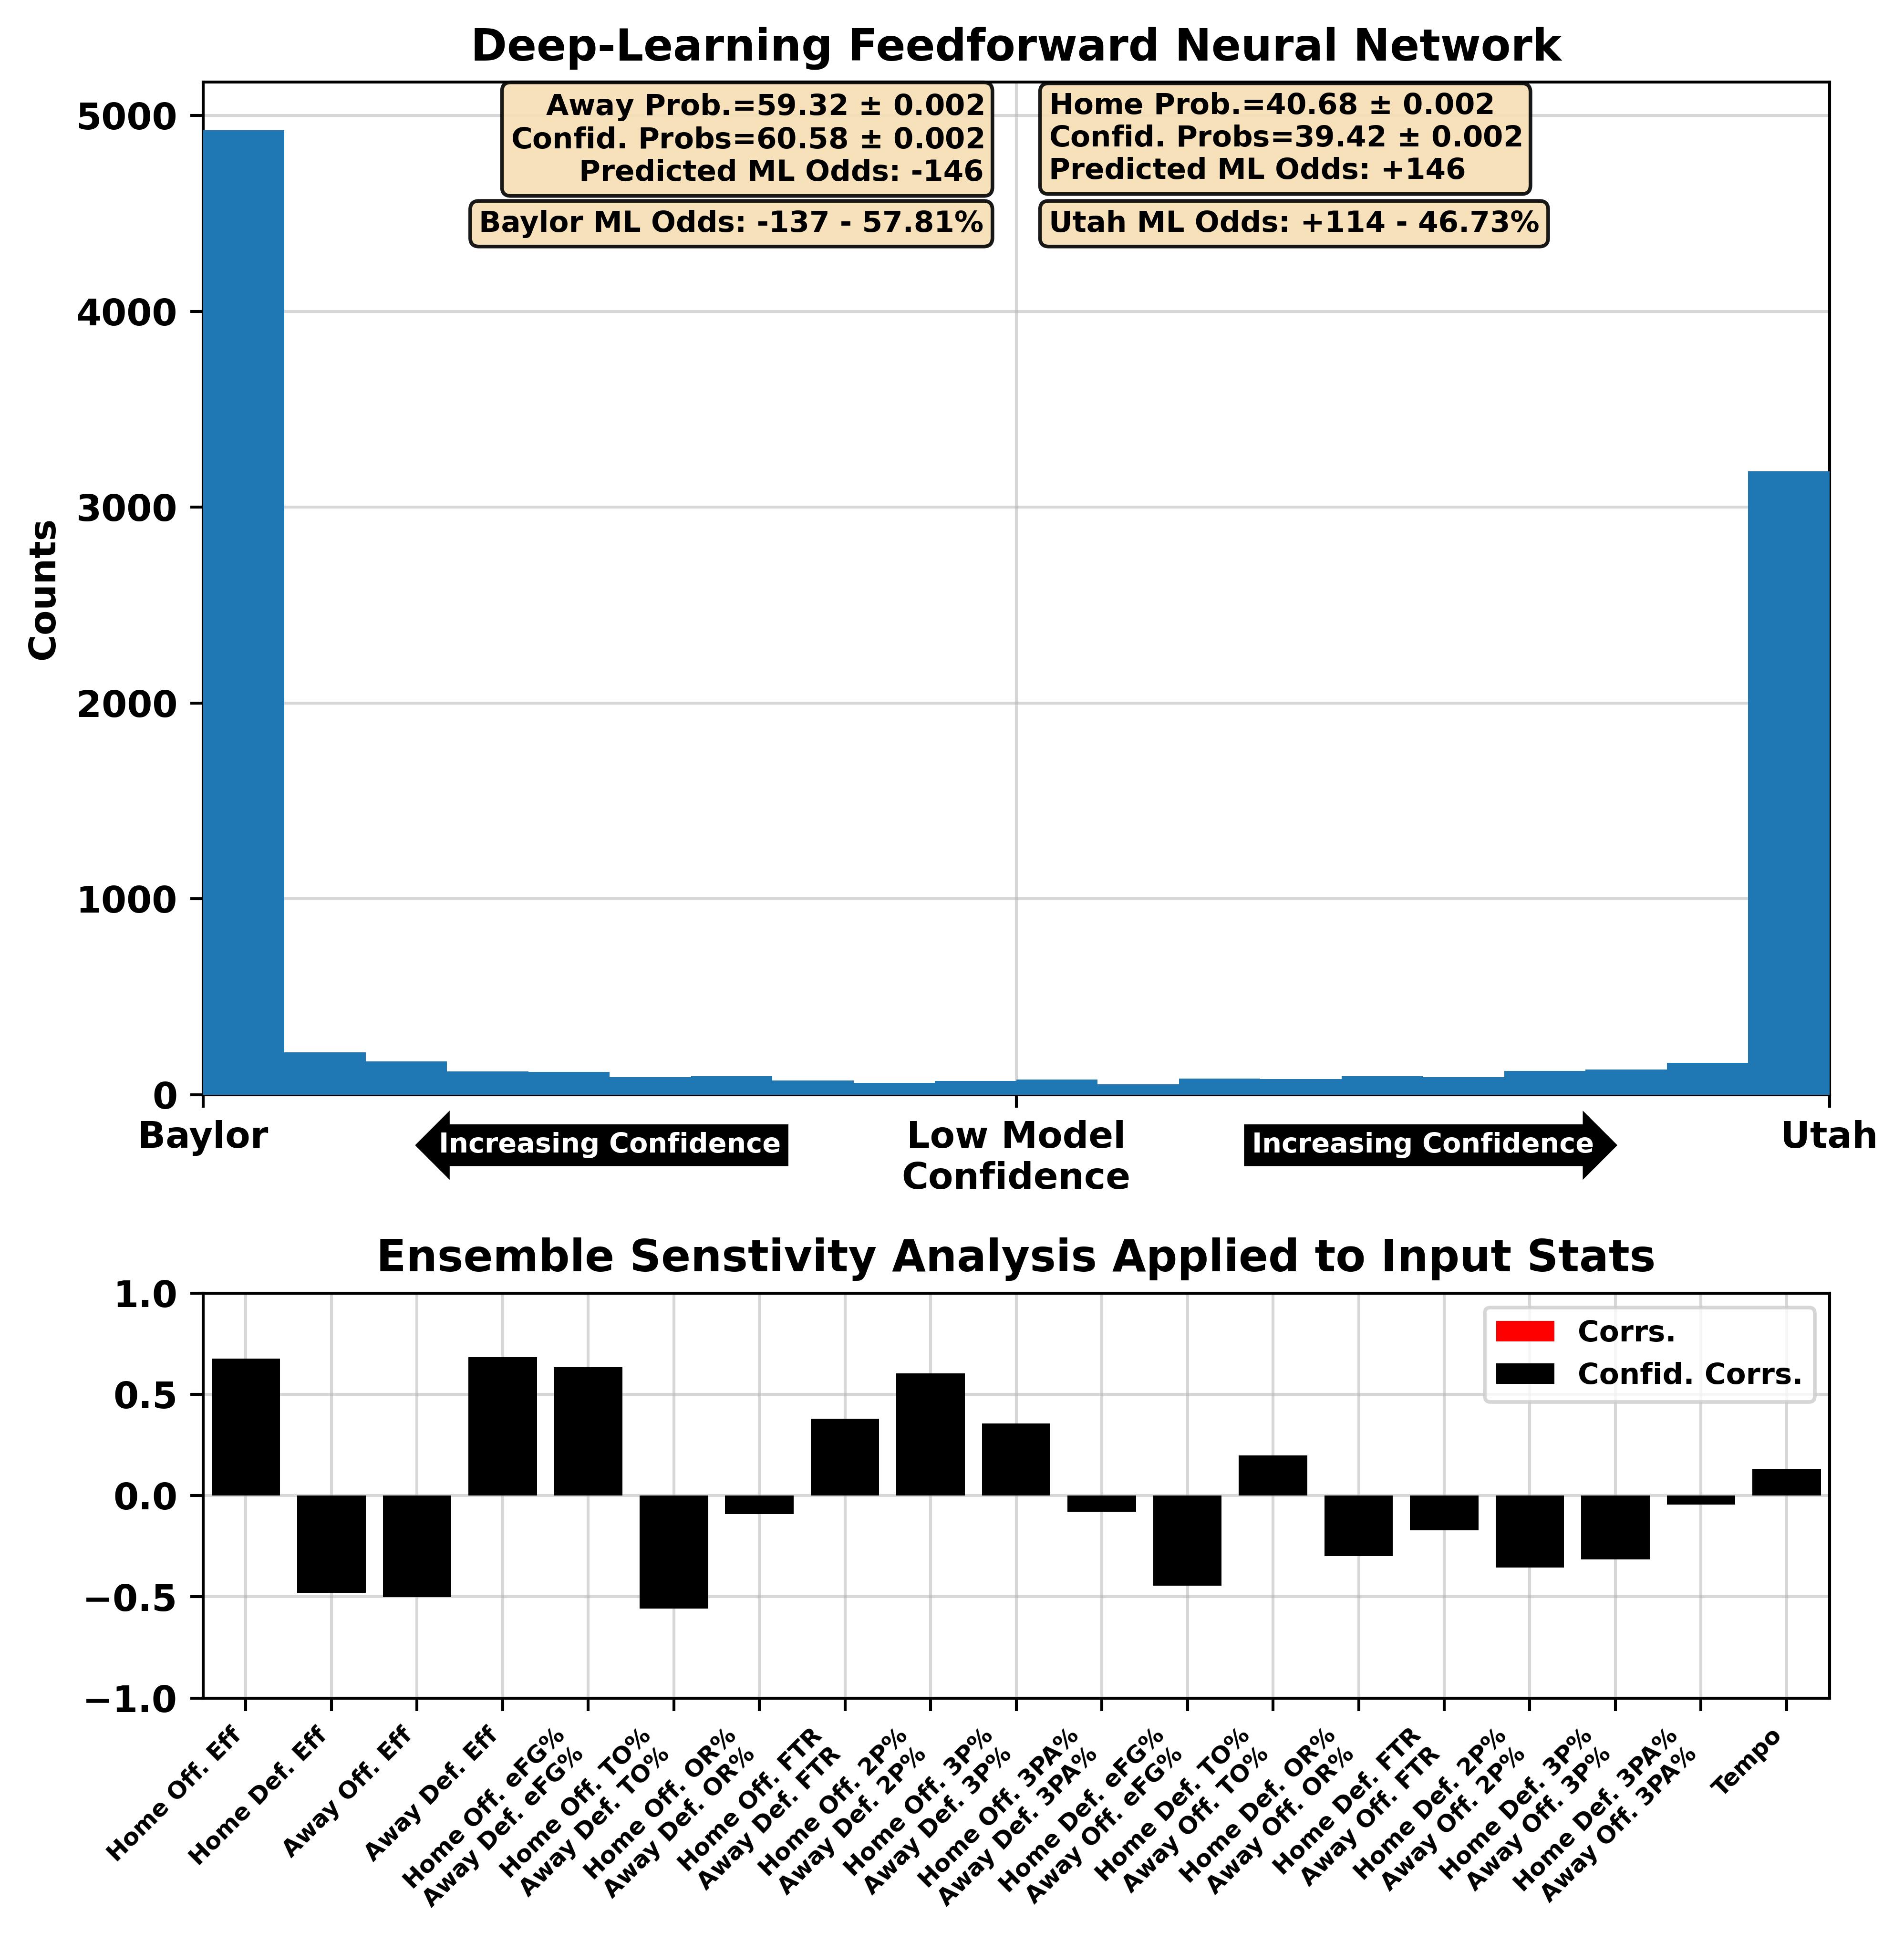 Deep-Learning Feedforward Neural Network
Away Prob.=59.32 ± 0.002
Confid. Probs=60.58 ± 0.002
Predicted ML Odds: -146
Home Prob.=40.68 ± 0.002
Confid. Probs=39.42 ± 0.002
Predicted ML Odds: +146
Baylor ML Odds: -137 - 57.81%
Utah ML Odds: +114 - 46.73%
Counts
5000
4000
3000
2000
1000
0
Baylor
Increasing Confidence
Low Model
Confidence
Increasing Confidence
Utah
Ensemble Senstivity Analysis Applied to Input Stats
1.0
0.5
0.0
−0.5
−1.0
Corrs.
Confid. Corrs.
Home Off. Eff
Home Def. Eff
Away Off. Eff
Away Def. Eff
Home Off. eFG%
Away Def. eFG%
Home Off. TO%
Away Def. TO%
Home Off. OR%
Away Def. OR%
Home Off. FTR
Away Def. FTR
Home Off. 2P%
Away Def. 2P%
Home Off. 3P%
Away Def. 3P%
Home Off. 3PA%
Away Def. 3PA%
Home Def. eFG%
Away Off. eFG%
Home Def. TO%
Away Off. TO%
Home Def. OR%
Away Off. OR%
Home Def. FTR
Away Off. FTR
Home Def. 2P%
Away Off. 2P%
Home Def. 3P%
Away Off. 3P%
Home Def. 3PA%
Away Off. 3PA%
Tempo